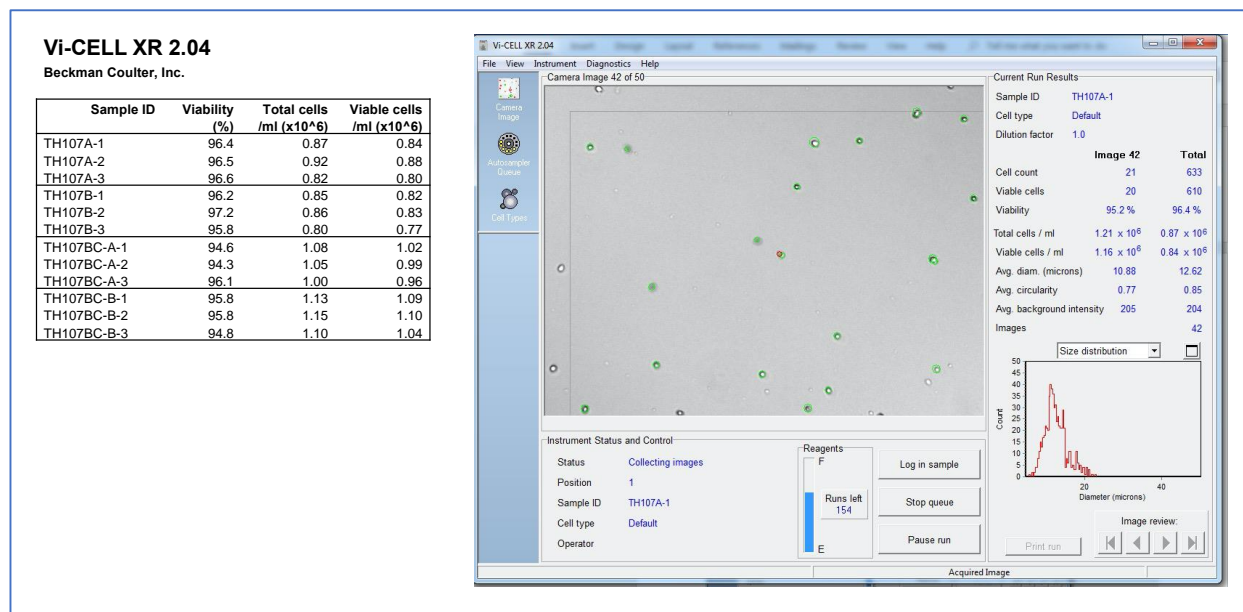 Vi-CELL XR 2.04
Beckman Coulter, Inc.
Sample ID Viability (%) Total cells /ml (x10^6) Viable cells /ml (x10^6)
TH107A-1 96.4 0.87 0.84
TH107A-2 96.5 0.92 0.88
TH107A-3 96.6 0.82 0.80
TH107B-1 96.2 0.85 0.82
TH107B-2 97.2 0.86 0.83
TH107B-3 95.8 0.80 0.77
TH107BC-A-1 94.6 1.08 1.02
TH107BC-A-2 94.3 1.05 0.99
TH107BC-A-3 96.1 1.00 0.96
TH107BC-B-1 95.8 1.13 1.09
TH107BC-B-2 95.8 1.15 1.10
TH107BC-B-3 94.8 1.10 1.04
Vi-CELL XR 2.04
File View Instrument Diagnostics Help
Camera Image
Autosampler Queue
Cell Types
Camera Image 42 of 50
Current Run Results
Sample ID TH107A-1
Cell type Default
Dilution factor 1.0
Image 42 Total
Cell count 21 633
Viable cells 20 610
Viability 95.2 % 96.4 %
Total cells / ml 1.21 x 10^6 0.87 x 10^6
Viable cells / ml 1.16 x 10^6 0.84 x 10^6
Avg. diam. (microns) 10.88 12.62
Avg. circularity 0.77 0.85
Avg. background intensity 205 204
Images 42
Size distribution
50
45
40
35
30
25
20
15
10
5
0
Count
20 40
Diameter (microns)
Image review:
Print run
Instrument Status and Control
Status Collecting images
Position 1
Sample ID TH107A-1
Cell type Default
Operator
Reagents
F
E
Runs left
154
Log in sample
Stop queue
Pause run
Acquired Image